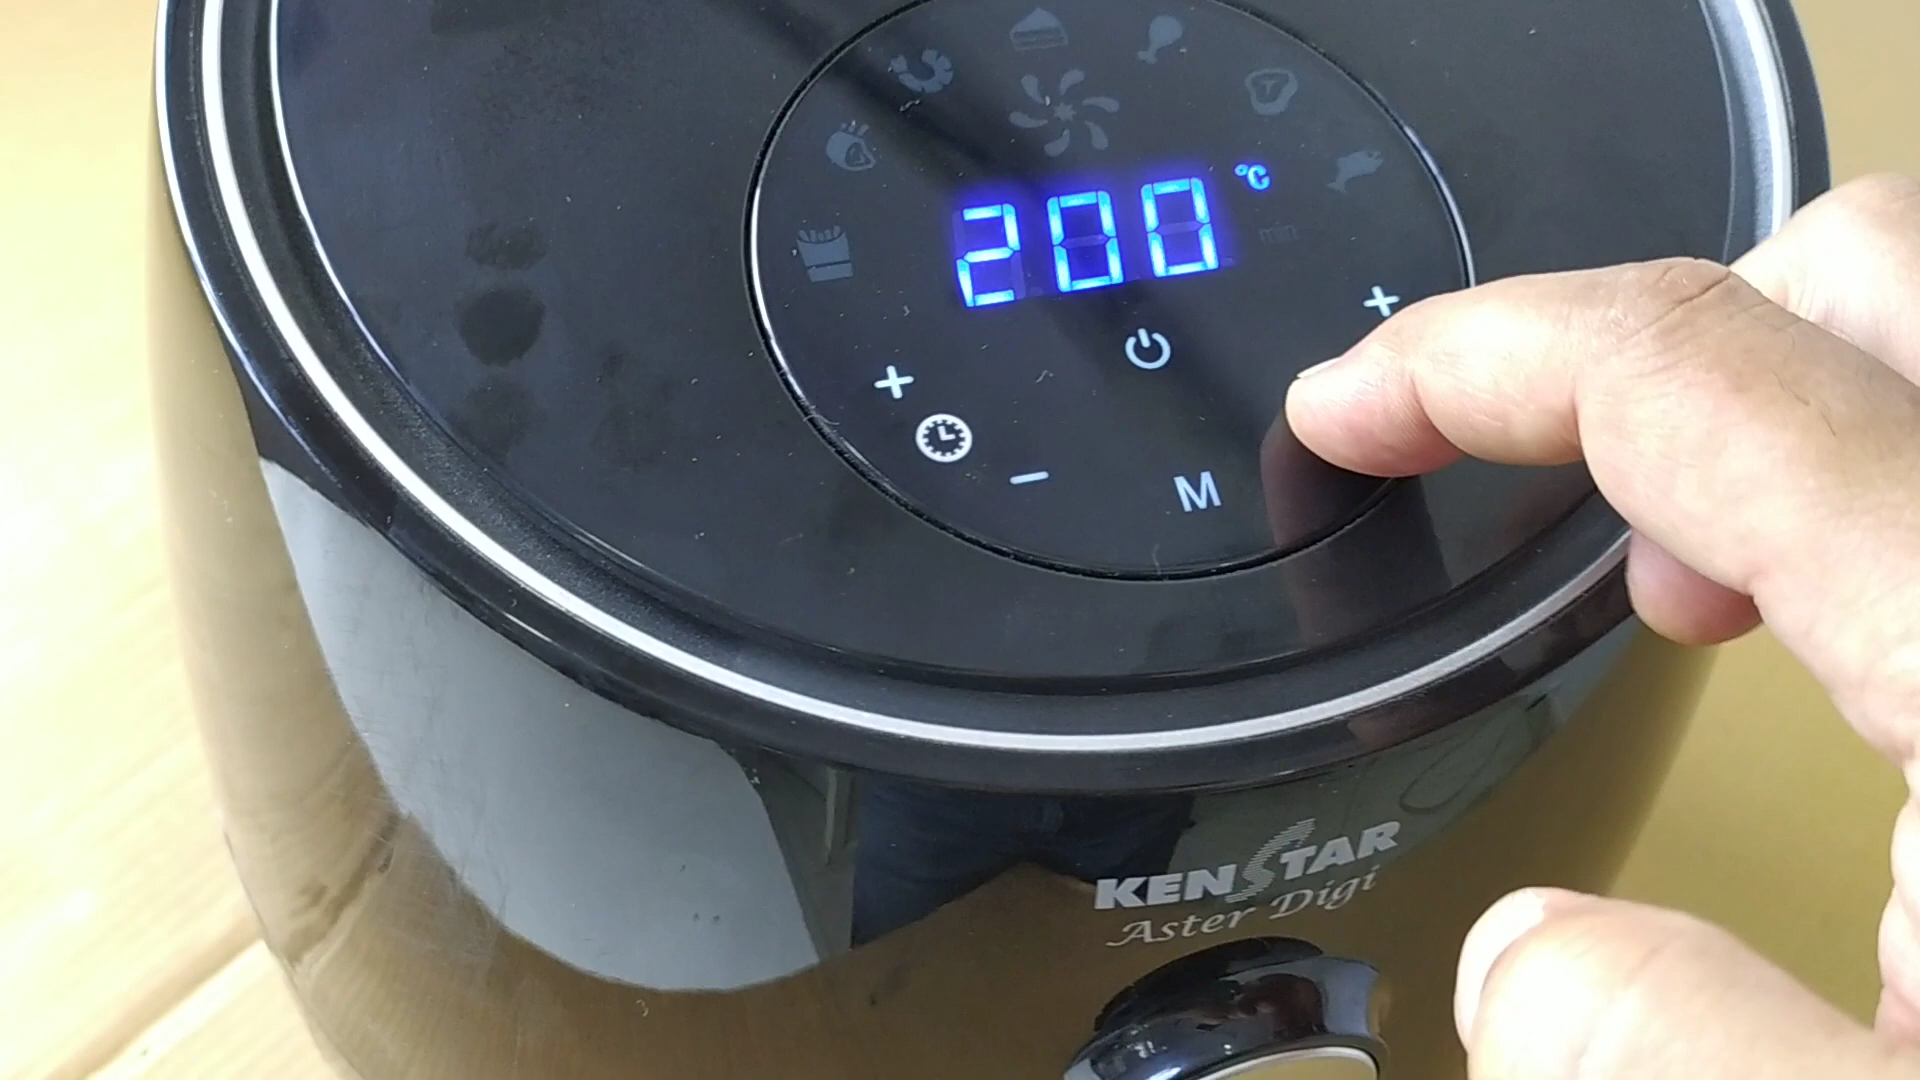 200 °C
min
+
+
−
M
KENSTAR
Aster Digi